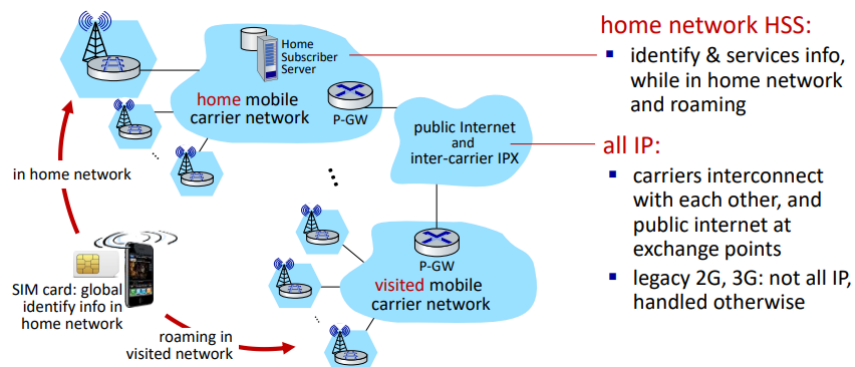 Home
Subscriber
Server
home mobile
carrier network
P-GW
in home network
public Internet
and
inter-carrier IPX
P-GW
visited mobile
carrier network
SIM card: global
identify info in
home network
roaming in
visited network
home network HSS:
▪ identify & services info,
while in home network
and roaming
all IP:
▪ carriers interconnect
with each other, and
public internet at
exchange points
▪ legacy 2G, 3G: not all IP,
handled otherwise